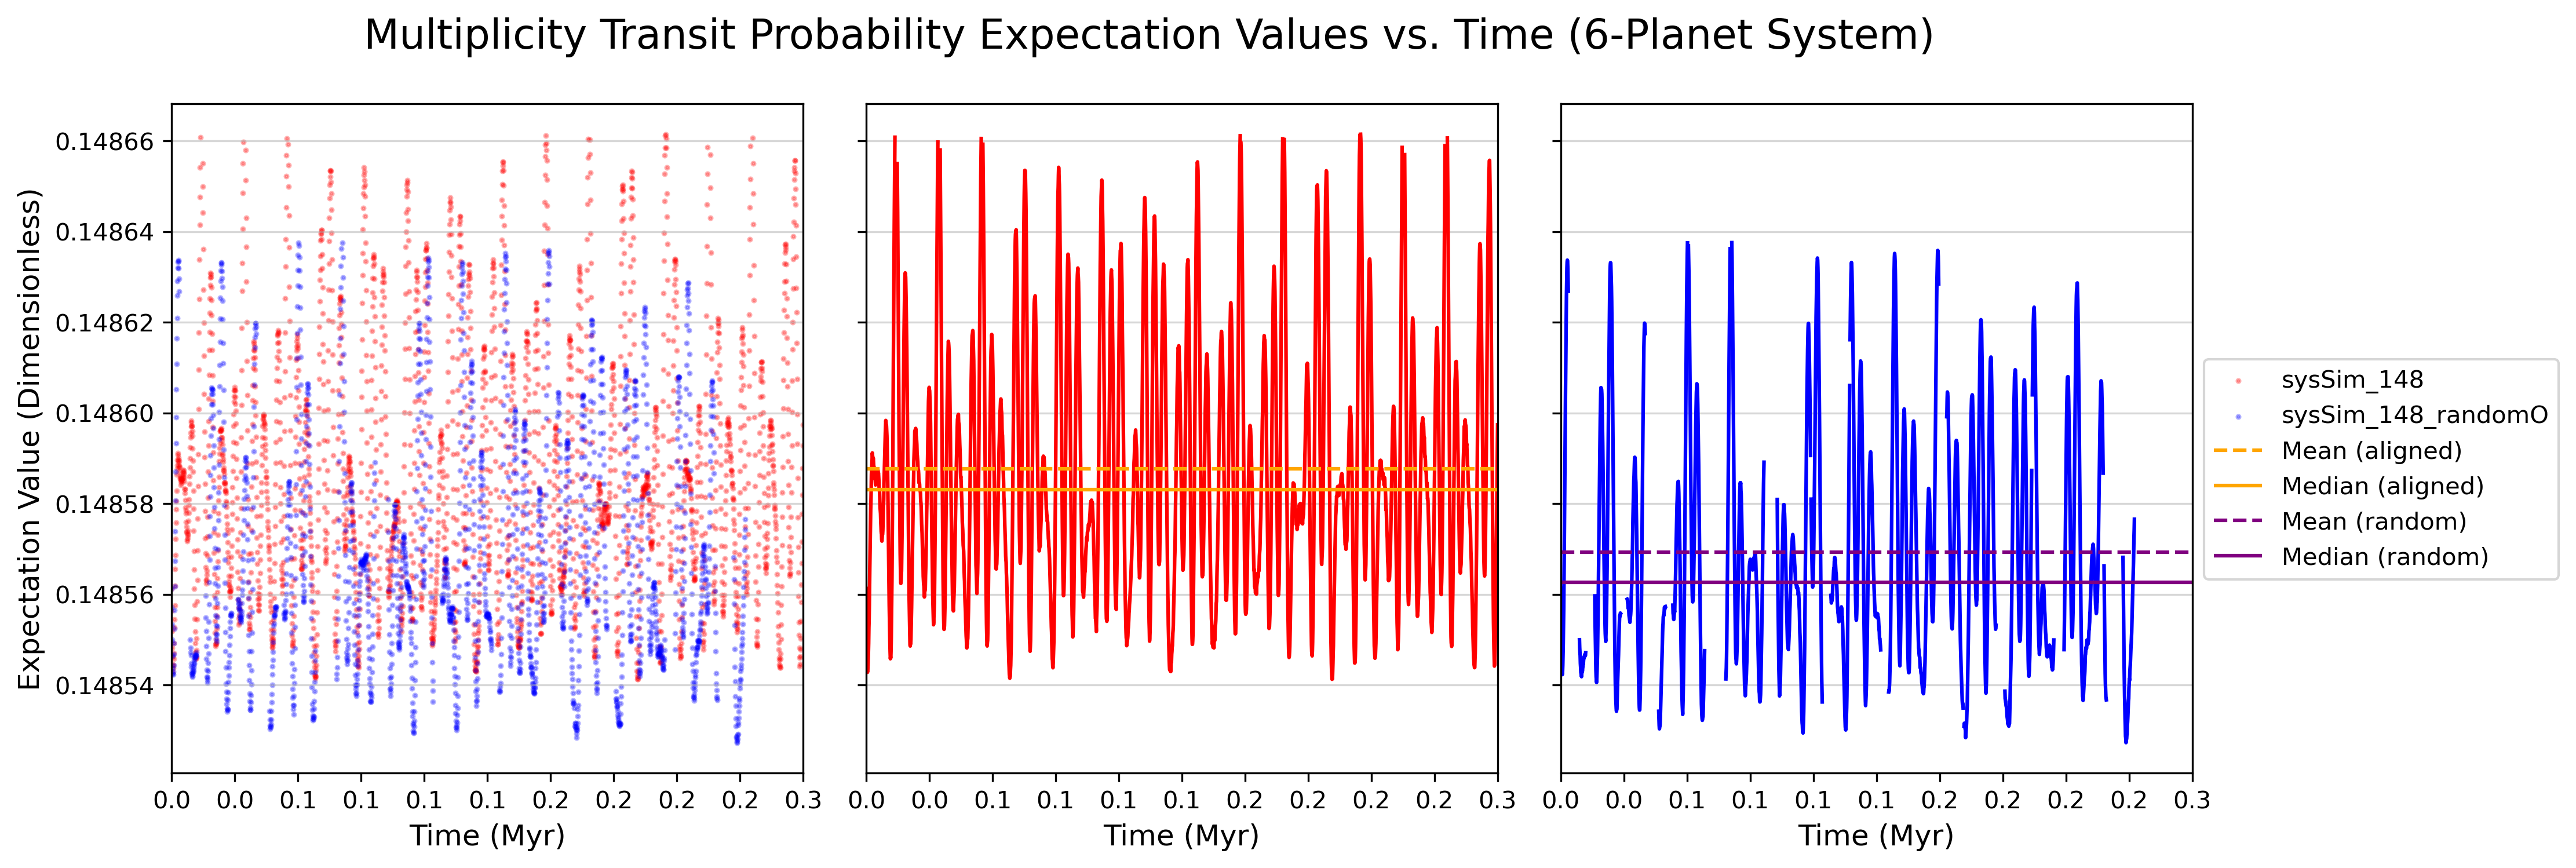 Multiplicity Transit Probability Expectation Values vs. Time (6-Planet System)
Expectation Value (Dimensionless)
0.14866
0.14864
0.14862
0.14860
0.14858
0.14856
0.14854
0.0 0.0 0.1 0.1 0.1 0.1 0.2 0.2 0.2 0.2 0.3
Time (Myr)
0.0 0.0 0.1 0.1 0.1 0.1 0.2 0.2 0.2 0.2 0.3
Time (Myr)
0.0 0.0 0.1 0.1 0.1 0.1 0.2 0.2 0.2 0.2 0.3
Time (Myr)
sysSim_148
sysSim_148_randomO
Mean (aligned)
Median (aligned)
Mean (random)
Median (random)